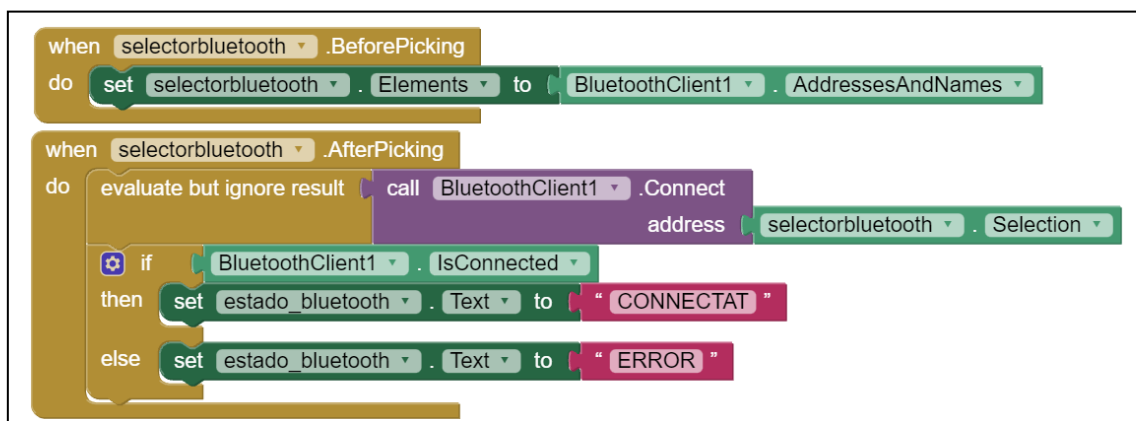 when selectorbluetooth .BeforePicking
do set selectorbluetooth . Elements to BluetoothClient1 . AddressesAndNames
when selectorbluetooth .AfterPicking
do evaluate but ignore result call BluetoothClient1 .Connect
address selectorbluetooth . Selection
if BluetoothClient1 . IsConnected
then set estado_bluetooth . Text to “ CONNECTAT ”
else set estado_bluetooth . Text to “ ERROR ”